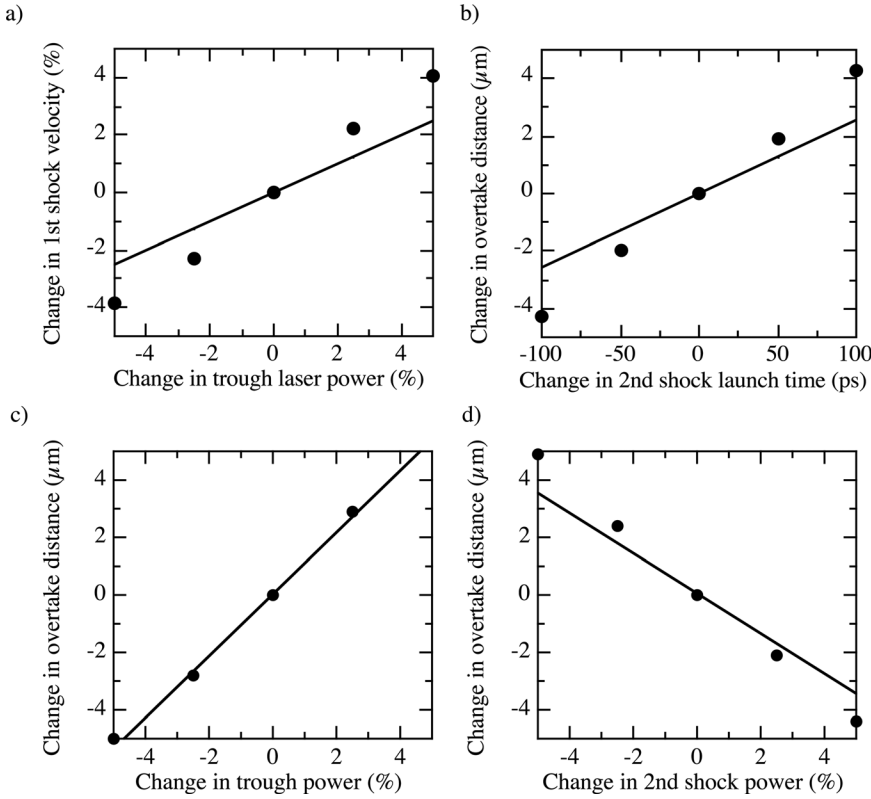 a)
Change in 1st shock velocity (%)
4
2
0
-2
-4
-4 -2 0 2 4
Change in trough laser power (%)
b)
Change in overtake distance (µm)
4
2
0
-2
-4
-100 -50 0 50 100
Change in 2nd shock launch time (ps)
c)
Change in overtake distance (µm)
4
2
0
-2
-4
-4 -2 0 2 4
Change in trough power (%)
d)
Change in overtake distance (µm)
4
2
0
-2
-4
-4 -2 0 2 4
Change in 2nd shock power (%)